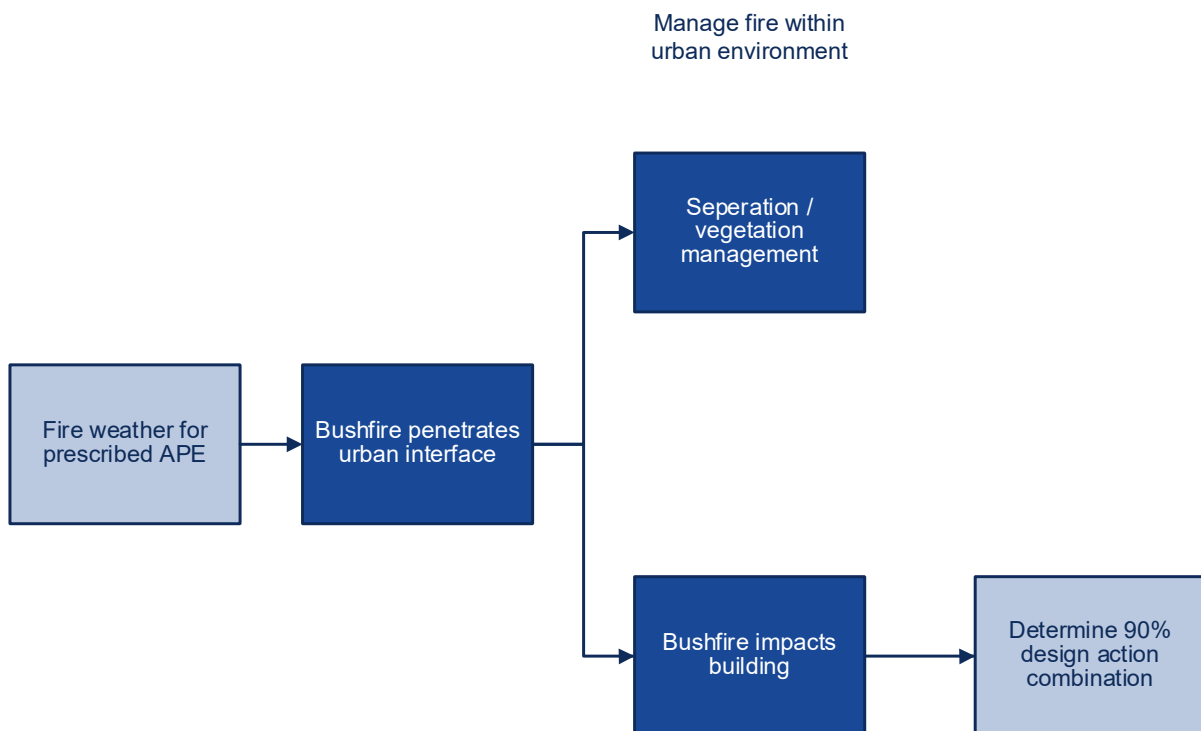 Manage fire within
urban environment
Seperation /
vegetation
management
Fire weather for
prescribed APE
Bushfire penetrates
urban interface
Bushfire impacts
building
Determine 90%
design action
combination